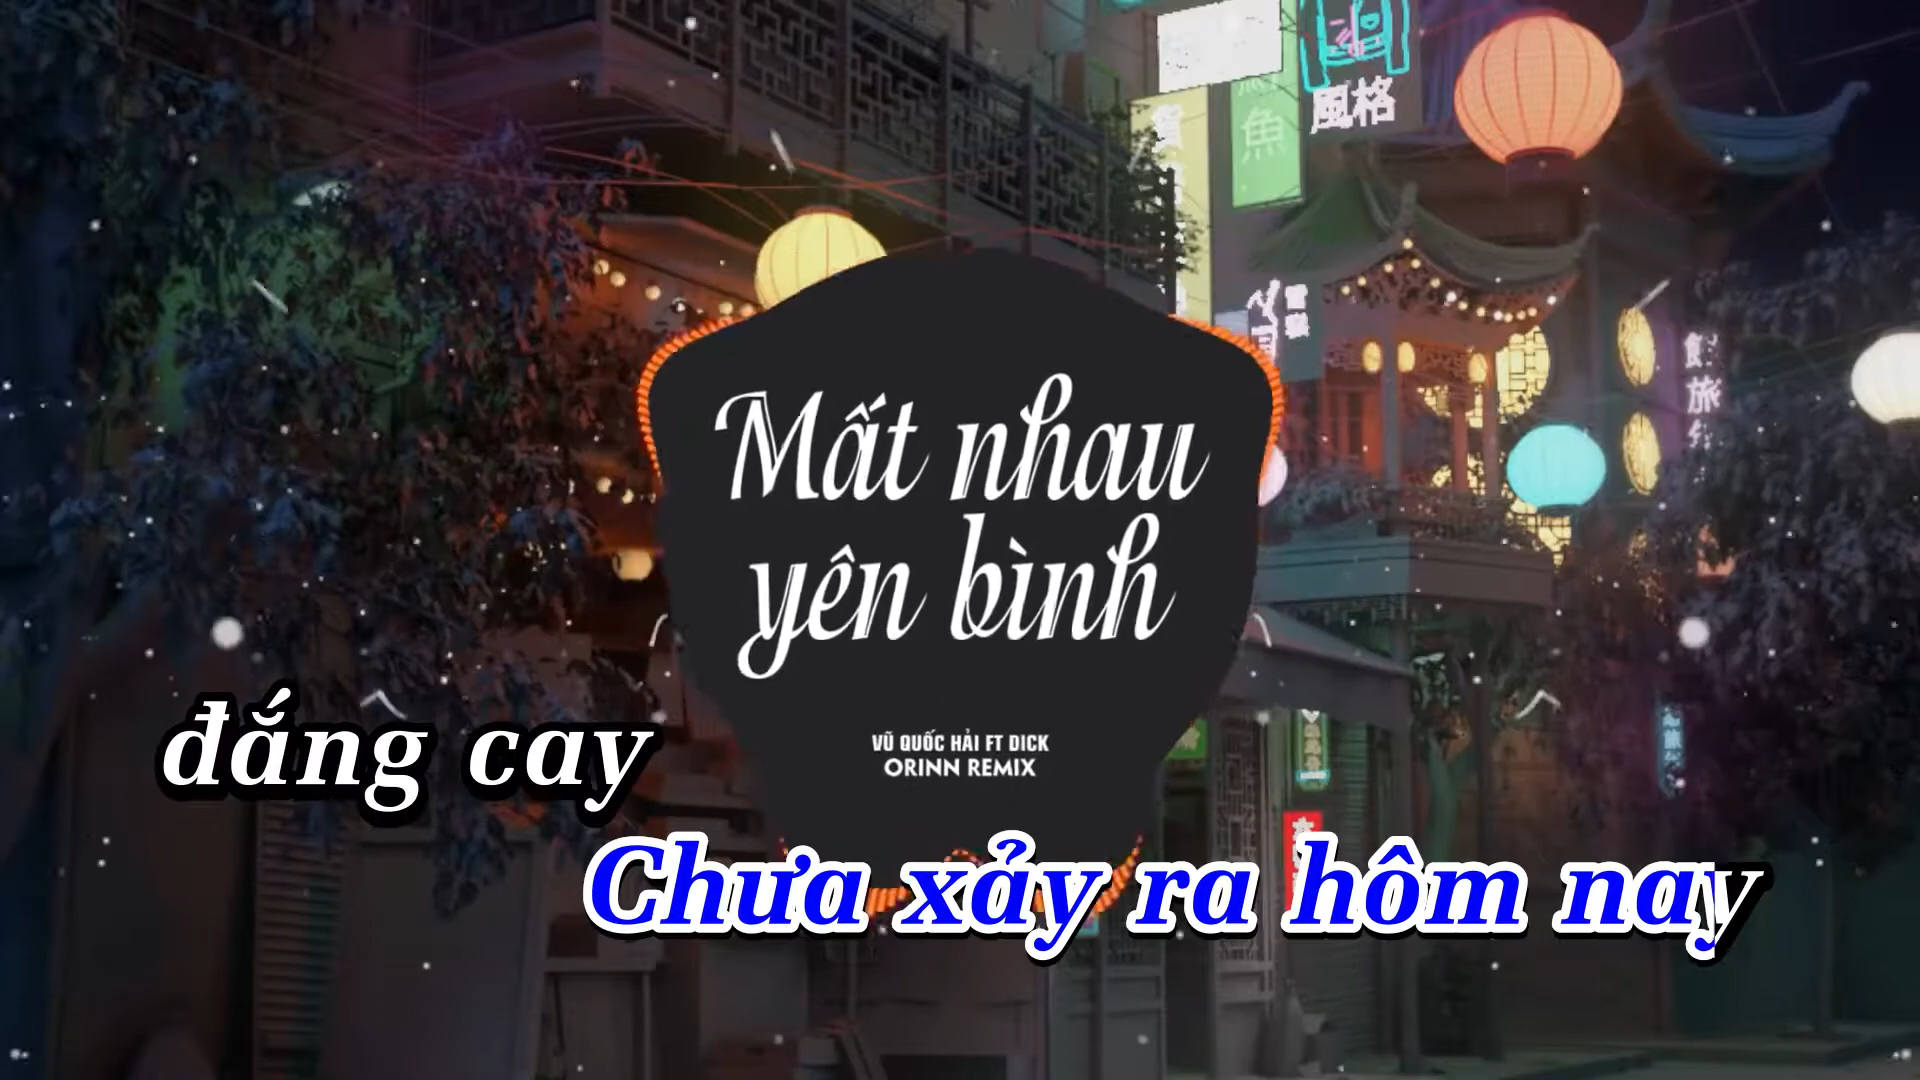 風格
魚
旅
Mất nhau
yên bình
VŨ QUỐC HẢI FT DICK
ORINN REMIX
đắng cay
Chưa xảy ra hôm nay